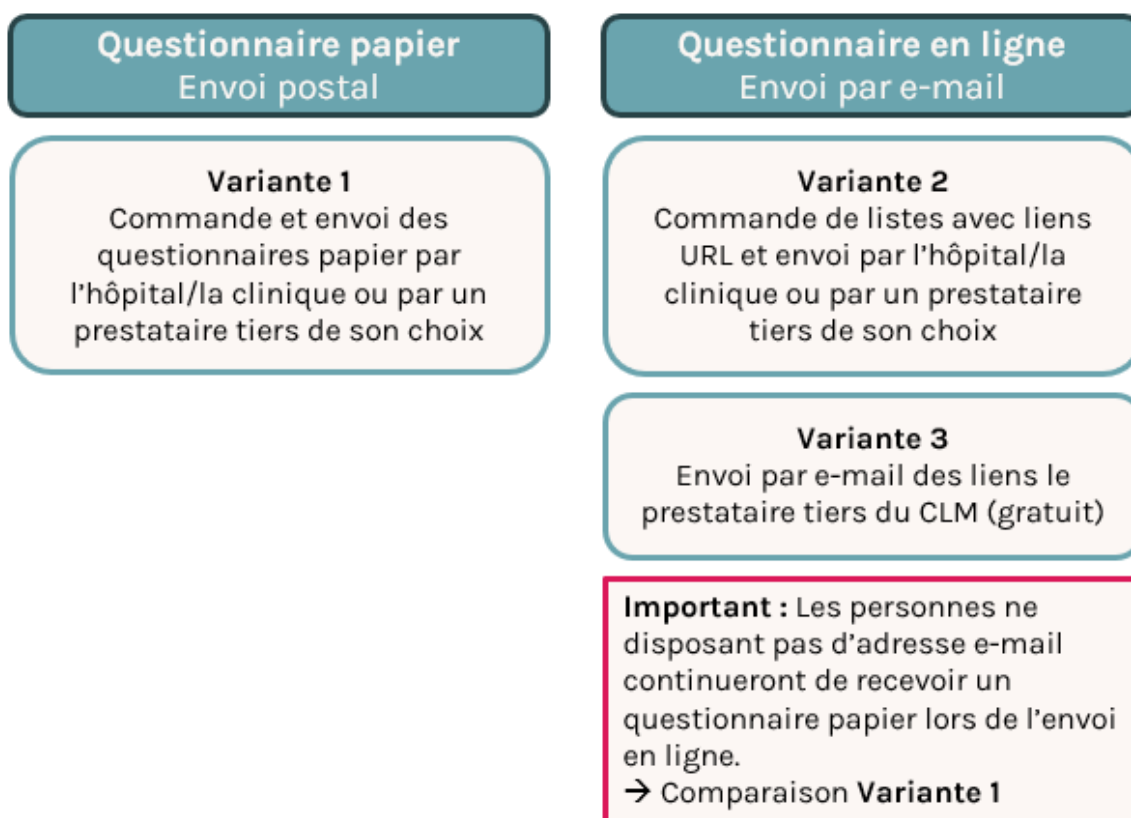 Questionnaire papier
Envoi postal
Variante 1
Commande et envoi des
questionnaires papier par
l'hôpital/la clinique ou par un
prestataire tiers de son choix
Questionnaire en ligne
Envoi par e-mail
Variante 2
Commande de listes avec liens
URL et envoi par l'hôpital/la
clinique ou par un prestataire
tiers de son choix
Variante 3
Envoi par e-mail des liens le
prestataire tiers du CLM (gratuit)
Important : Les personnes ne
disposant pas d'adresse e-mail
continueront de recevoir un
questionnaire papier lors de l'envoi
en ligne.
→ Comparaison Variante 1